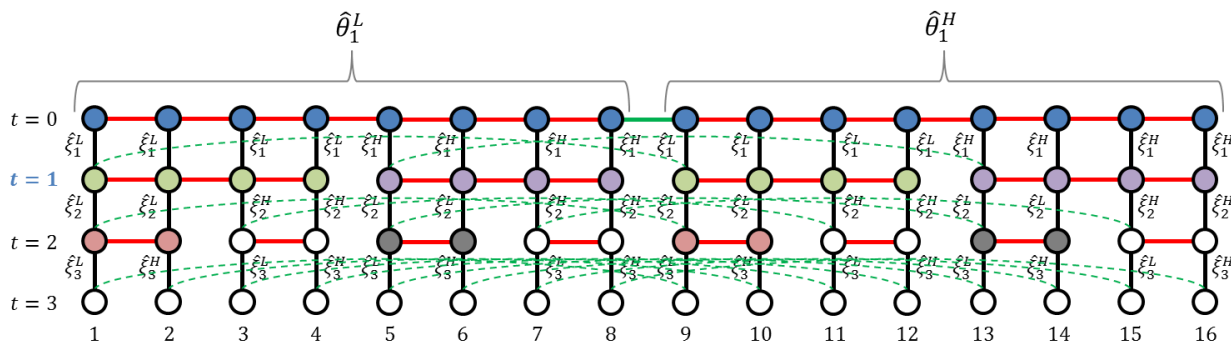 θ̂₁ᴸ θ̂₁ᴴ
t = 0
ξ̂₁ᴸ ξ̂₁ᴸ ξ̂₁ᴸ ξ̂₁ᴸ ξ̂₁ᴴ ξ̂₁ᴴ ξ̂₁ᴴ ξ̂₁ᴴ ξ̂₁ᴸ ξ̂₁ᴸ ξ̂₁ᴸ ξ̂₁ᴸ ξ̂₁ᴴ ξ̂₁ᴴ ξ̂₁ᴴ ξ̂₁ᴴ
t = 1
ξ̂₂ᴸ ξ̂₂ᴸ ξ̂₂ᴴ ξ̂₂ᴴ ξ̂₂ᴸ ξ̂₂ᴸ ξ̂₂ᴴ ξ̂₂ᴴ ξ̂₂ᴸ ξ̂₂ᴸ ξ̂₂ᴴ ξ̂₂ᴴ ξ̂₂ᴸ ξ̂₂ᴸ ξ̂₂ᴴ ξ̂₂ᴴ
t = 2
ξ̂₃ᴸ ξ̂₃ᴴ ξ̂₃ᴸ ξ̂₃ᴴ ξ̂₃ᴸ ξ̂₃ᴴ ξ̂₃ᴸ ξ̂₃ᴴ ξ̂₃ᴸ ξ̂₃ᴴ ξ̂₃ᴸ ξ̂₃ᴴ ξ̂₃ᴸ ξ̂₃ᴴ ξ̂₃ᴸ ξ̂₃ᴴ
t = 3
1 2 3 4 5 6 7 8 9 10 11 12 13 14 15 16